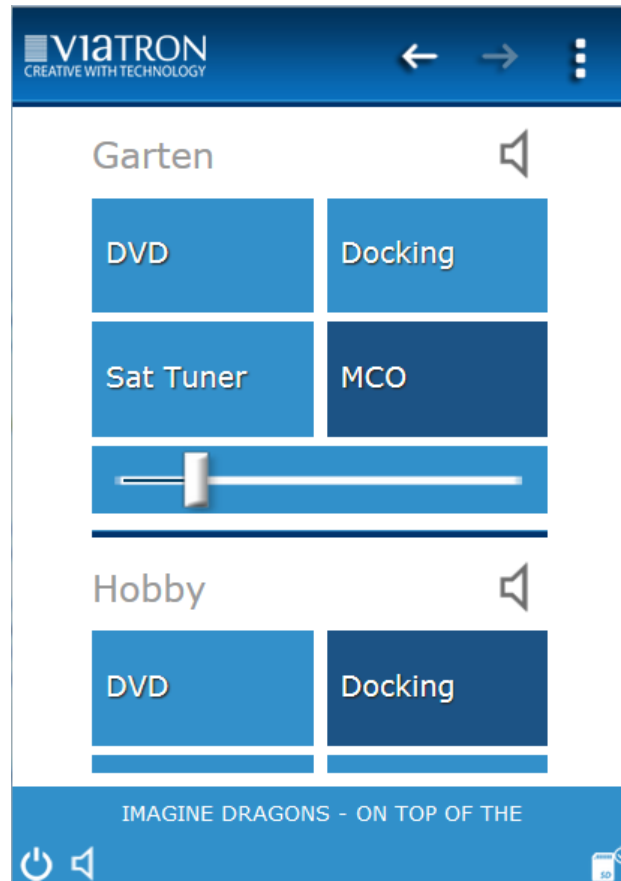 VIATRON
CREATIVE WITH TECHNOLOGY
Garten
DVD
Docking
Sat Tuner
MCO
Hobby
DVD
Docking
IMAGINE DRAGONS - ON TOP OF THE
SD